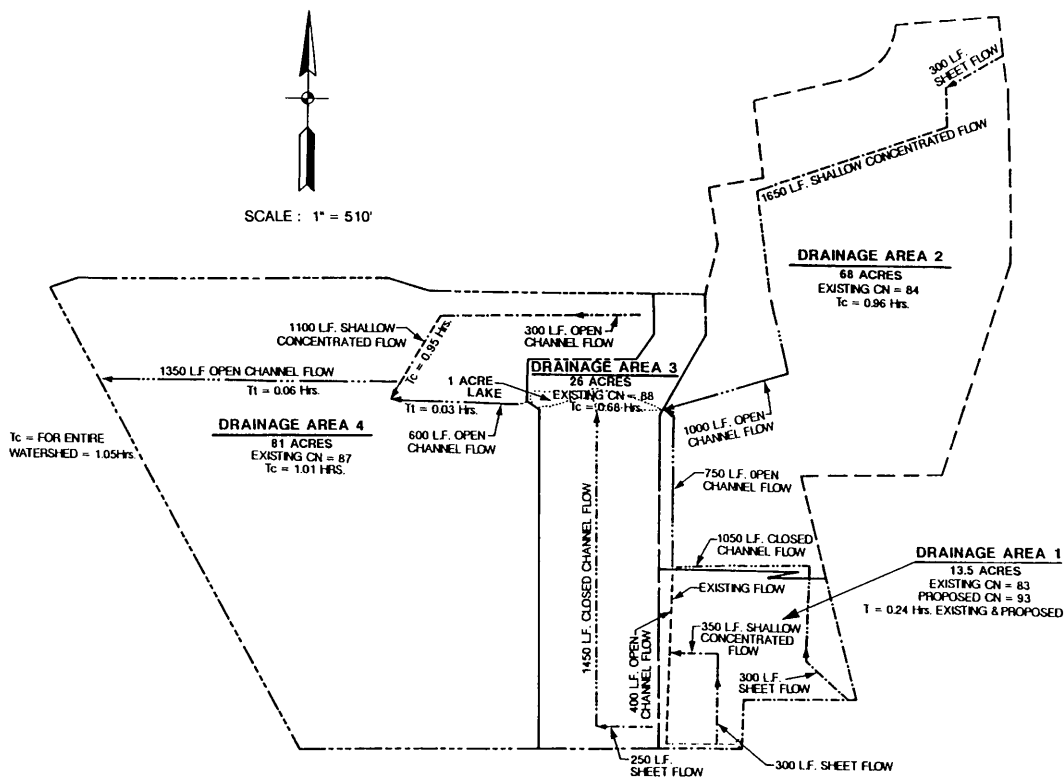 300 L.F.
SHEET FLOW
1650 L.F. SHALLOW CONCENTRATED FLOW
SCALE : 1" = 510'
DRAINAGE AREA 2
68 ACRES
EXISTING CN = 84
Tc = 0.96 Hrs.
1100 L.F. SHALLOW
CONCENTRATED FLOW
Tc = 0.95 Hrs.
300 L.F. OPEN
CHANNEL FLOW
1350 L.F OPEN CHANNEL FLOW
Tt = 0.06 Hrs.
1 ACRE
LAKE
DRAINAGE AREA 3
26 ACRES
EXISTING CN = .88
Tc = 0.68 Hrs.
Tt = 0.03 Hrs.
600 L.F. OPEN
CHANNEL FLOW
1000 L.F. OPEN
CHANNEL FLOW
DRAINAGE AREA 4
81 ACRES
EXISTING CN = 87
Tc = 1.01 HRS.
Tc = FOR ENTIRE
WATERSHED = 1.05Hrs.
750 L.F. OPEN
CHANNEL FLOW
1450 L.F. CLOSED CHANNEL FLOW
1050 L.F. CLOSED
CHANNEL FLOW
DRAINAGE AREA 1
13.5 ACRES
EXISTING CN = 83
PROPOSED CN = 93
T = 0.24 Hrs. EXISTING & PROPOSED
EXISTING FLOW
350 L.F. SHALLOW
CONCENTRATED
FLOW
400 L.F. OPEN
CHANNEL FLOW
300 L.F.
SHEET FLOW
250 L.F.
SHEET FLOW
300 L.F. SHEET FLOW